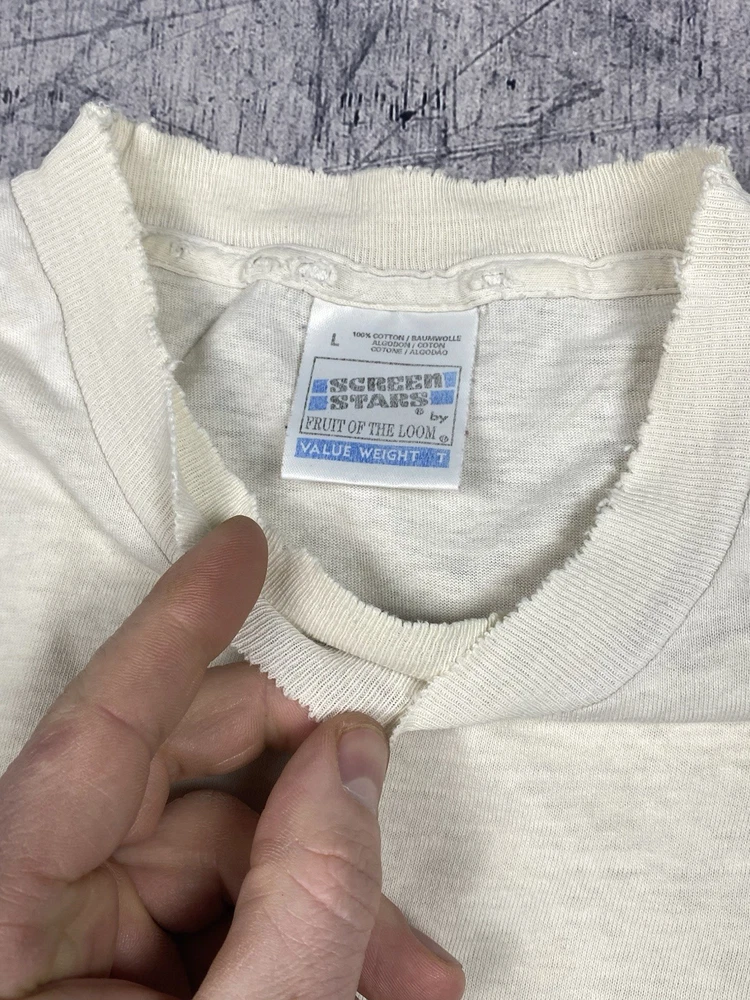 L
100% COTTON / BAUMWOLLE
ALGODON / COTON
COTONE / ALGODÃO
SCREEN
STARS®
by
FRUIT OF THE LOOM ®
VALUE WEIGHT T